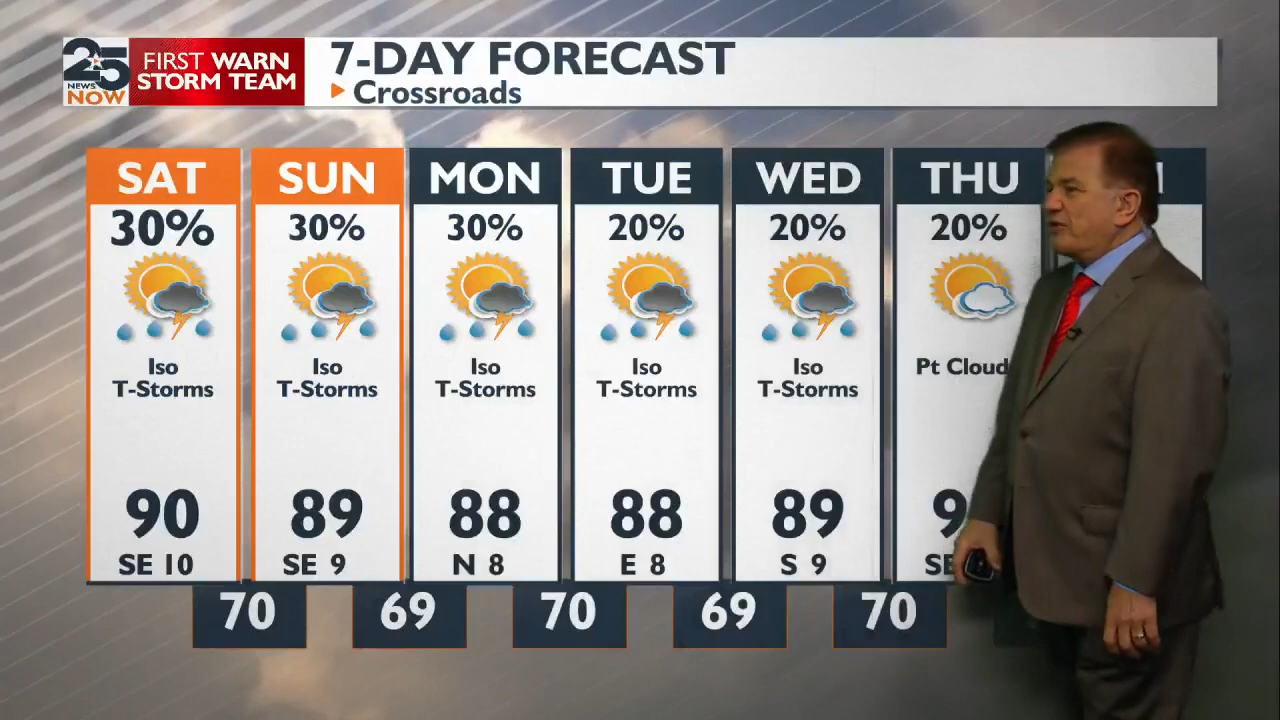 25
NEWS
NOW
FIRST WARN
STORM TEAM
7-DAY FORECAST
Crossroads
SAT
30%
Iso
T-Storms
90
SE 10
SUN
30%
Iso
T-Storms
89
SE 9
MON
30%
Iso
T-Storms
88
N 8
TUE
20%
Iso
T-Storms
88
E 8
WED
20%
Iso
T-Storms
89
S 9
THU
20%
Pt Cloud
9
SE
70
69
70
69
70